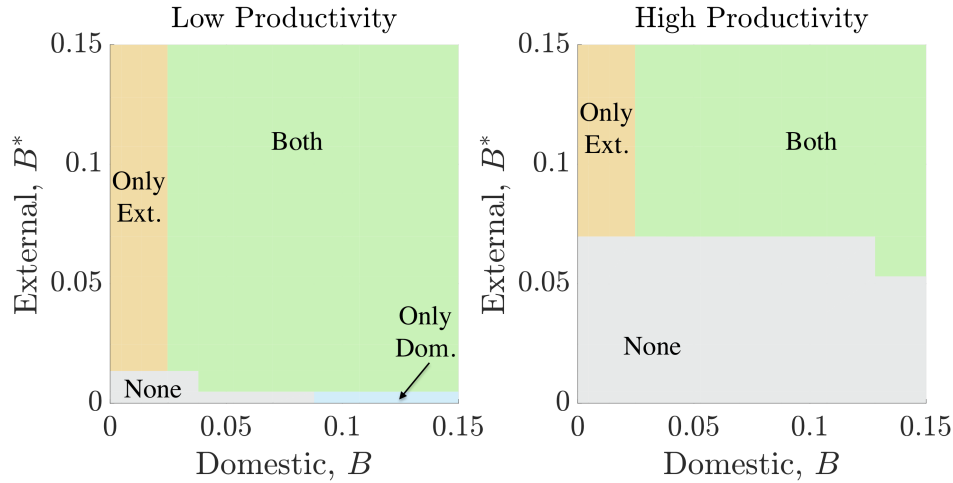 Low Productivity
0.15
0.1
0.05
0
External, B*
Only
Ext.
Both
Only
Dom.
None
0
0.05
0.1
0.15
Domestic, B
High Productivity
0.15
0.1
0.05
0
External, B*
Only
Ext.
Both
None
0
0.05
0.1
0.15
Domestic, B